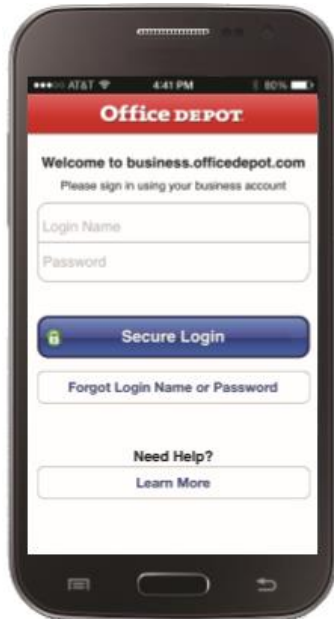 AT&T 4:41 PM 80%
Office DEPOT
Welcome to business.officedepot.com
Please sign in using your business account
Login Name
Password
Secure Login
Forgot Login Name or Password
Need Help?
Learn More